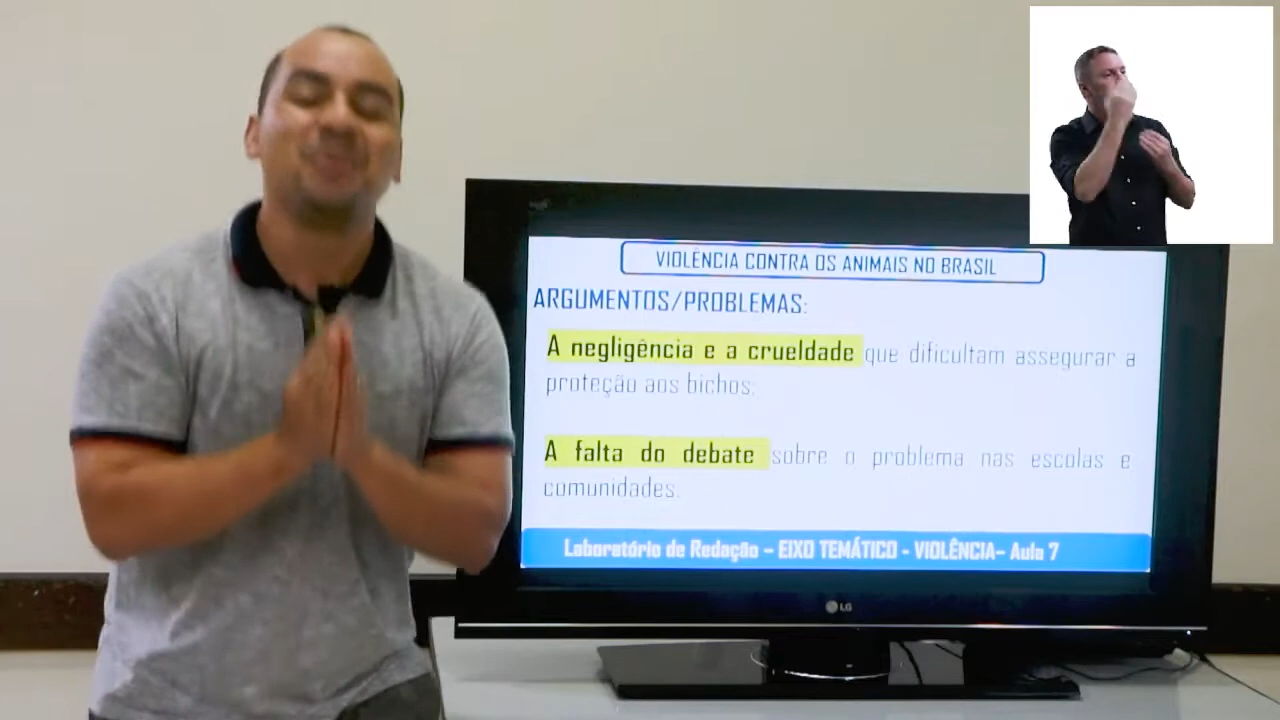 VIOLÊNCIA CONTRA OS ANIMAIS NO BRASIL
ARGUMENTOS/PROBLEMAS:
A negligência e a crueldade que dificultam assegurar a
proteção aos bichos;
A falta do debate sobre o problema nas escolas e
comunidades.
Laboratório de Redação – EIXO TEMÁTICO - VIOLÊNCIA– Aula 7
LG